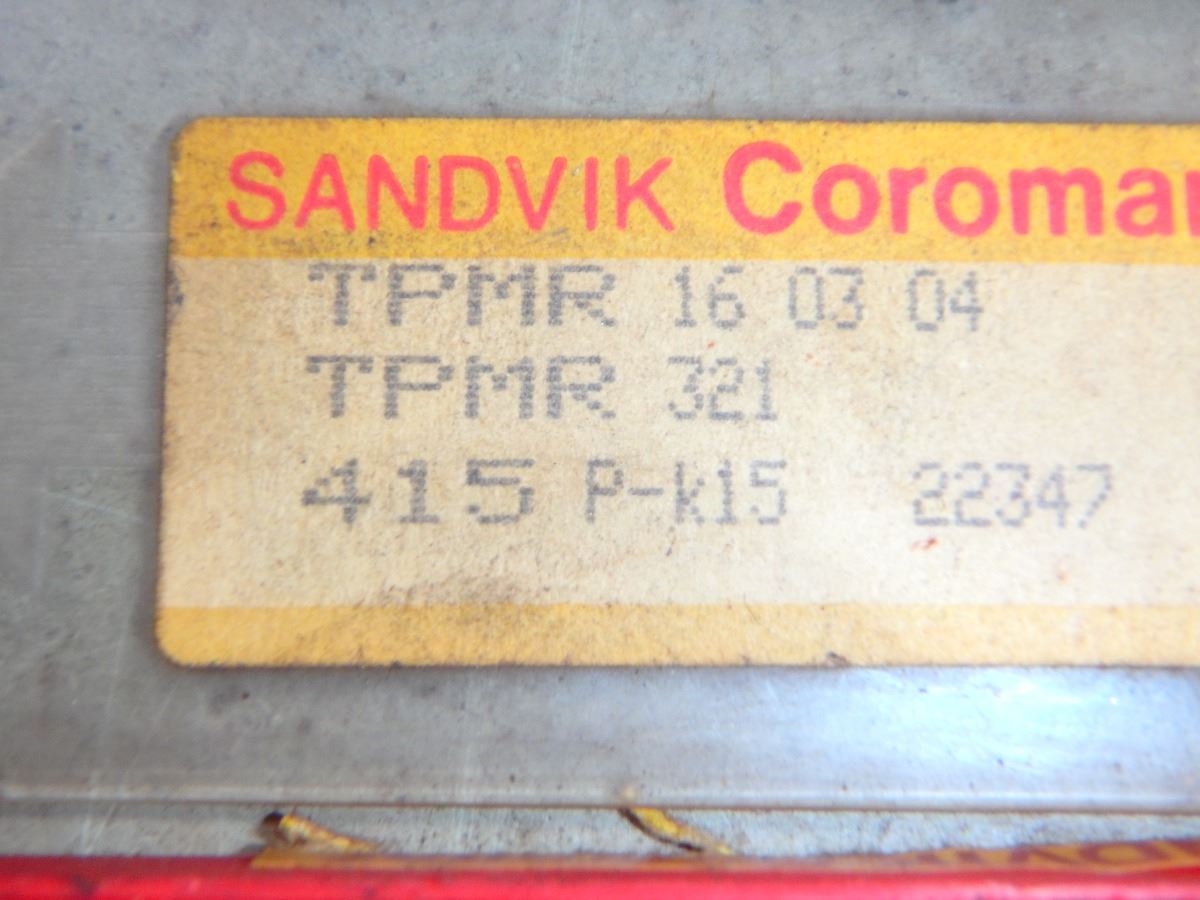 SANDVIK Coroman
TPMR 16 03 04
TPMR 321
415 P-k15 22347